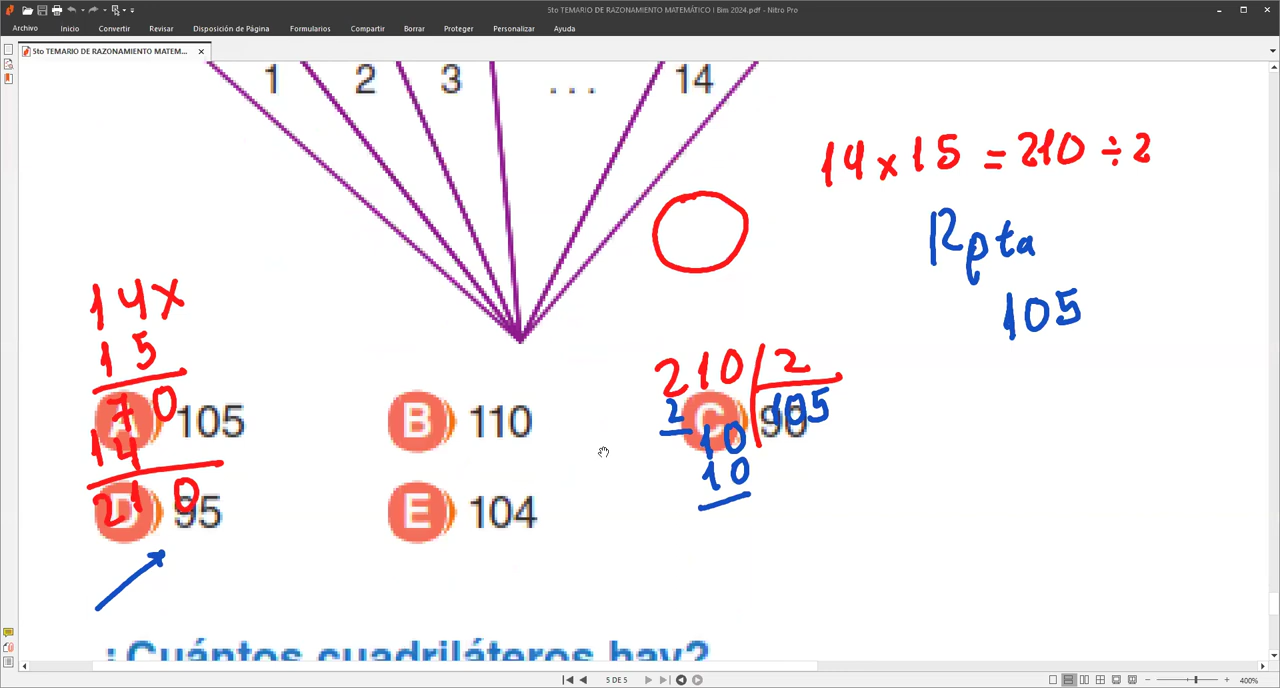 5to TEMARIO DE RAZONAMIENTO MATEMÁTICO I Bim 2024.pdf - Nitro Pro
Archivo Inicio Convertir Revisar Disposición de Página Formularios Compartir Borrar Proteger Personalizar Ayuda
5to TEMARIO DE RAZONAMIENTO MATEM... ×
1 2 3 ... 14
14 x 15 = 210 ÷ 2
Rpta
105
14 x
15
70
14
210
210 2
2 105
10
10
A 105 B 110 C 90
D 95 E 104
¿Cuántos cuadriláteros hay?
5 DE 5
400%